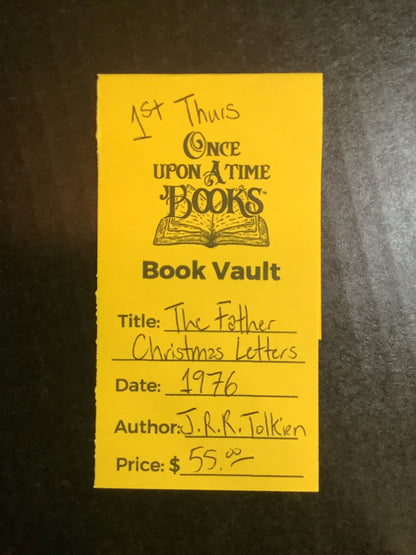 1st Thurs
ONCE
UPON A TIME
BOOKS™
Book Vault
Title: The Father
Christmas Letters
Date: 1976
Author: J.R.R. Tolkien
Price: $ 55.00